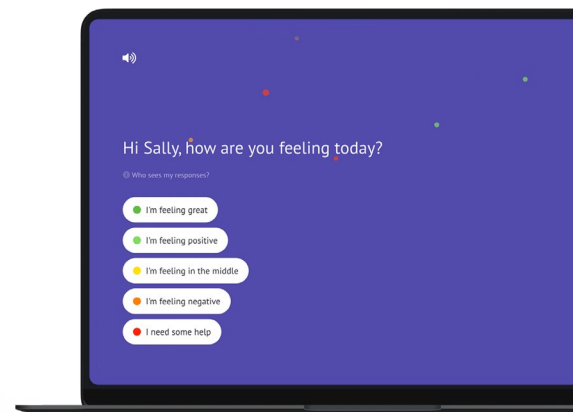 Hi Sally, how are you feeling today?
Who sees my responses?
I'm feeling great
I'm feeling positive
I'm feeling in the middle
I'm feeling negative
I need some help